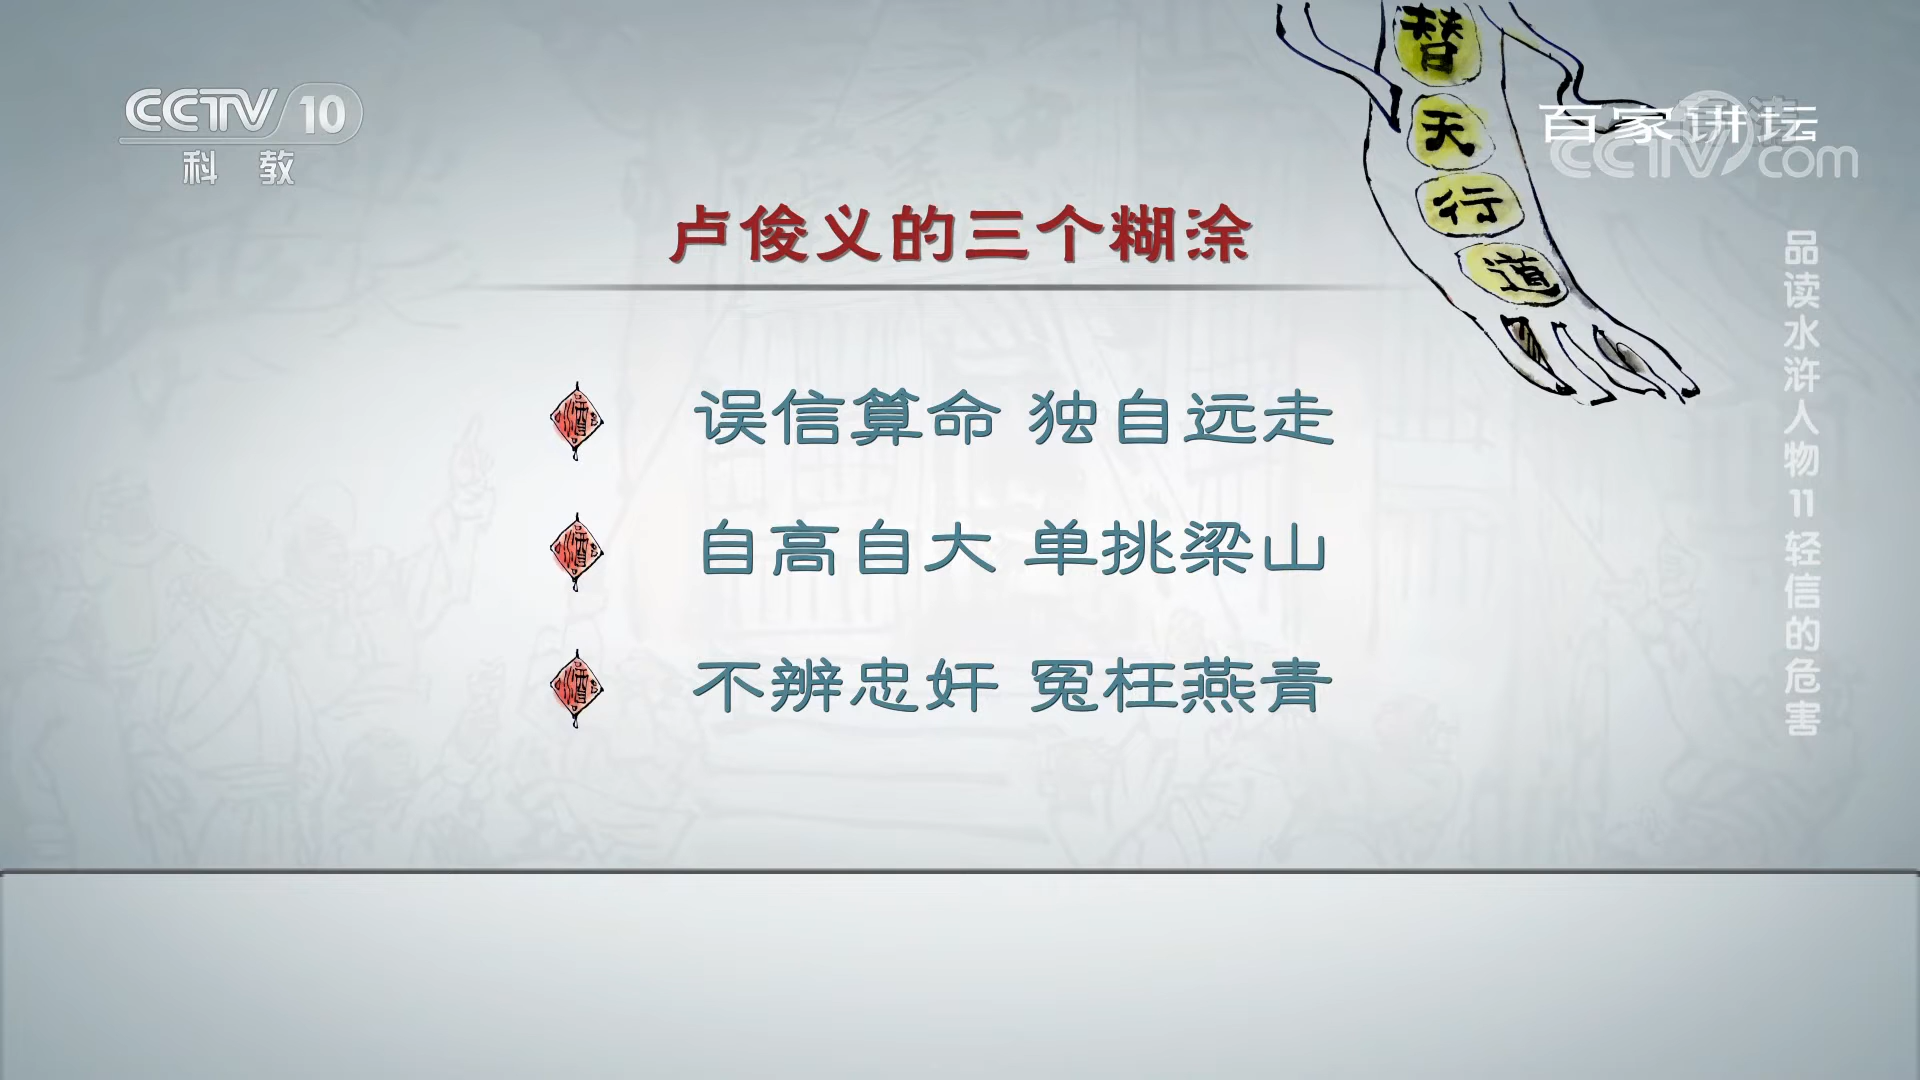 CCTV 10
科教
替天行道
百家讲坛
CCTV.com
卢俊义的三个糊涂
误信算命 独自远走
自高自大 单挑梁山
不辨忠奸 冤枉燕青
品读水浒人物11 轻信的危害
酒
酒
酒